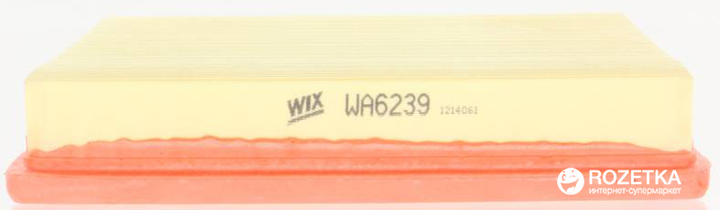 WIX WA6239 1214061
ROZETKA
интернет-супермаркет